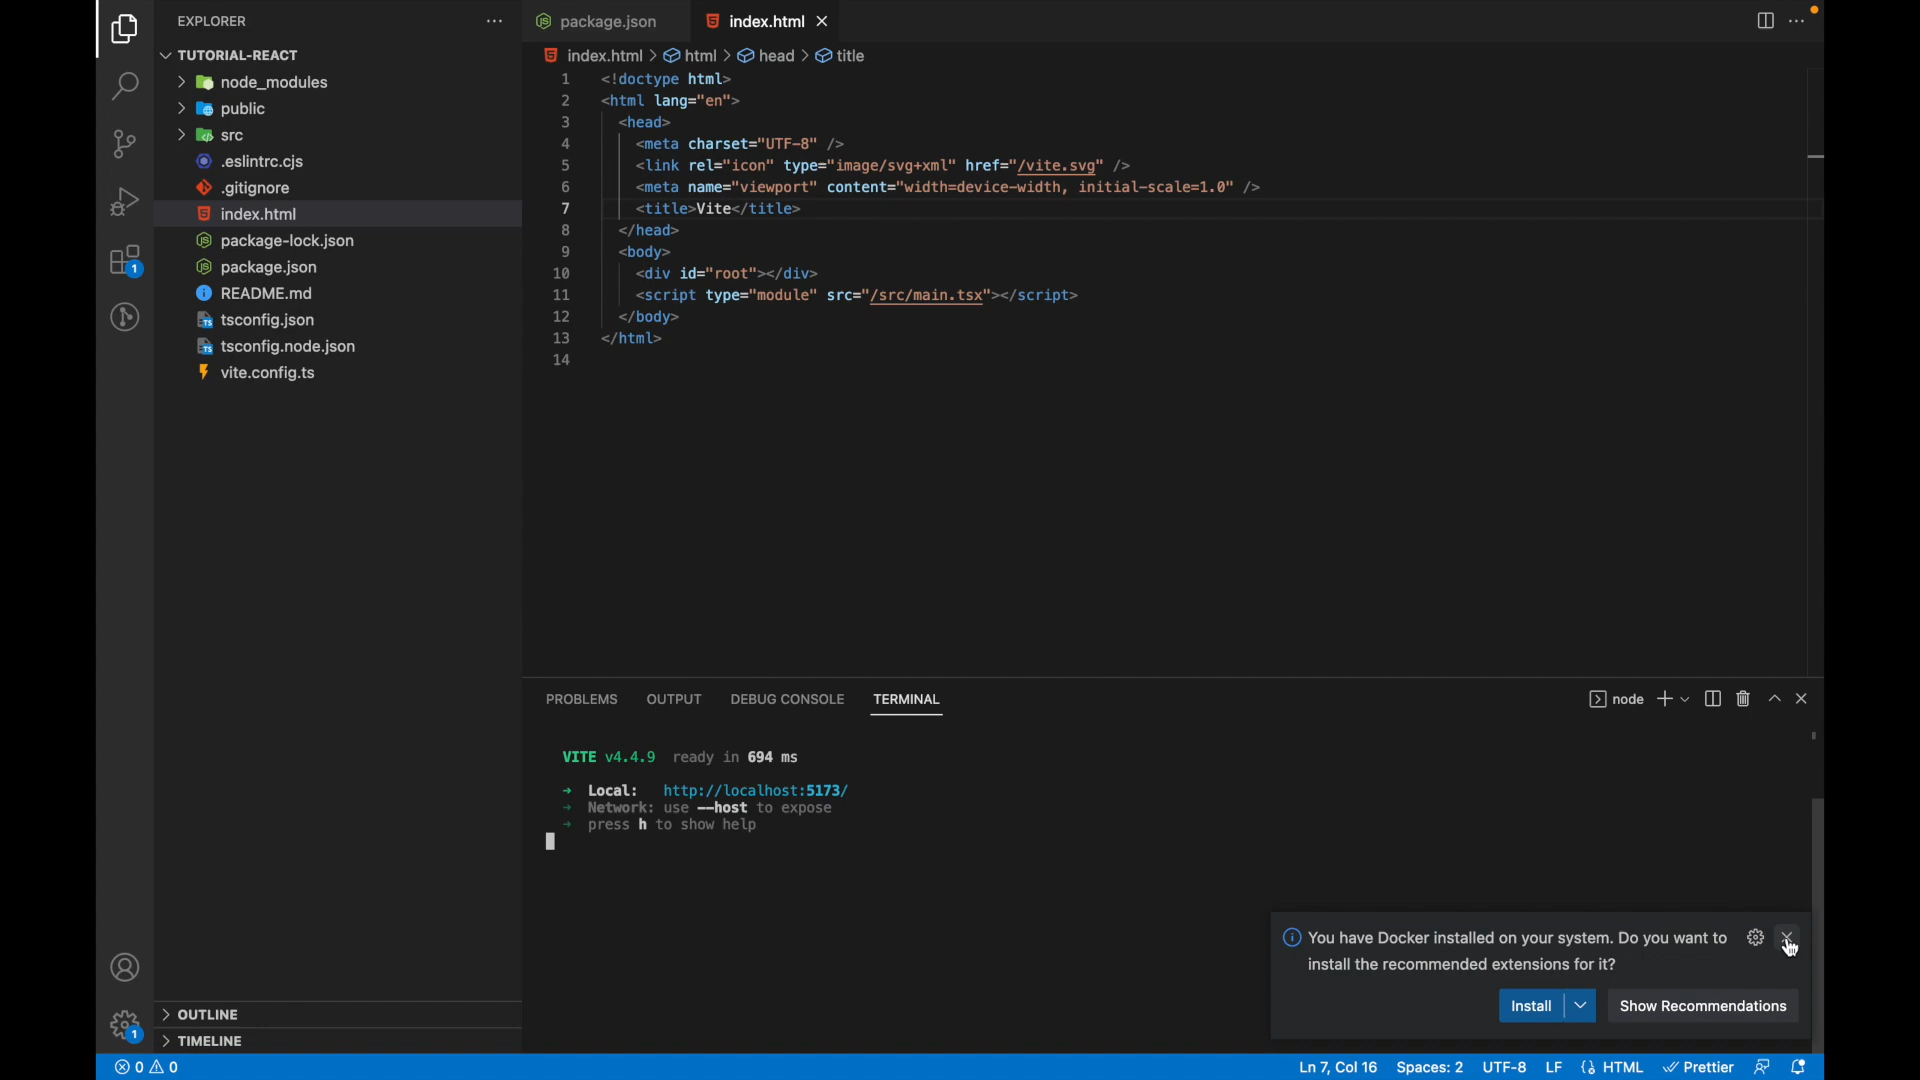 EXPLORER
package.json
index.html
TUTORIAL-REACT
node_modules
public
src
.eslintrc.cjs
.gitignore
index.html
package-lock.json
package.json
README.md
tsconfig.json
tsconfig.node.json
vite.config.ts
index.html > html > head > title
1 <!doctype html>
2 <html lang="en">
3 <head>
4 <meta charset="UTF-8" />
5 <link rel="icon" type="image/svg+xml" href="/vite.svg" />
6 <meta name="viewport" content="width=device-width, initial-scale=1.0" />
7 <title>Vite</title>
8 </head>
9 <body>
10 <div id="root"></div>
11 <script type="module" src="/src/main.tsx"></script>
12 </body>
13 </html>
14
1
PROBLEMS OUTPUT DEBUG CONSOLE TERMINAL
node
VITE v4.4.9 ready in 694 ms
➜ Local: http://localhost:5173/
➜ Network: use --host to expose
➜ press h to show help
You have Docker installed on your system. Do you want to
install the recommended extensions for it?
Install
Show Recommendations
OUTLINE
1
TIMELINE
0 0
Ln 7, Col 16 Spaces: 2 UTF-8 LF {} HTML Prettier